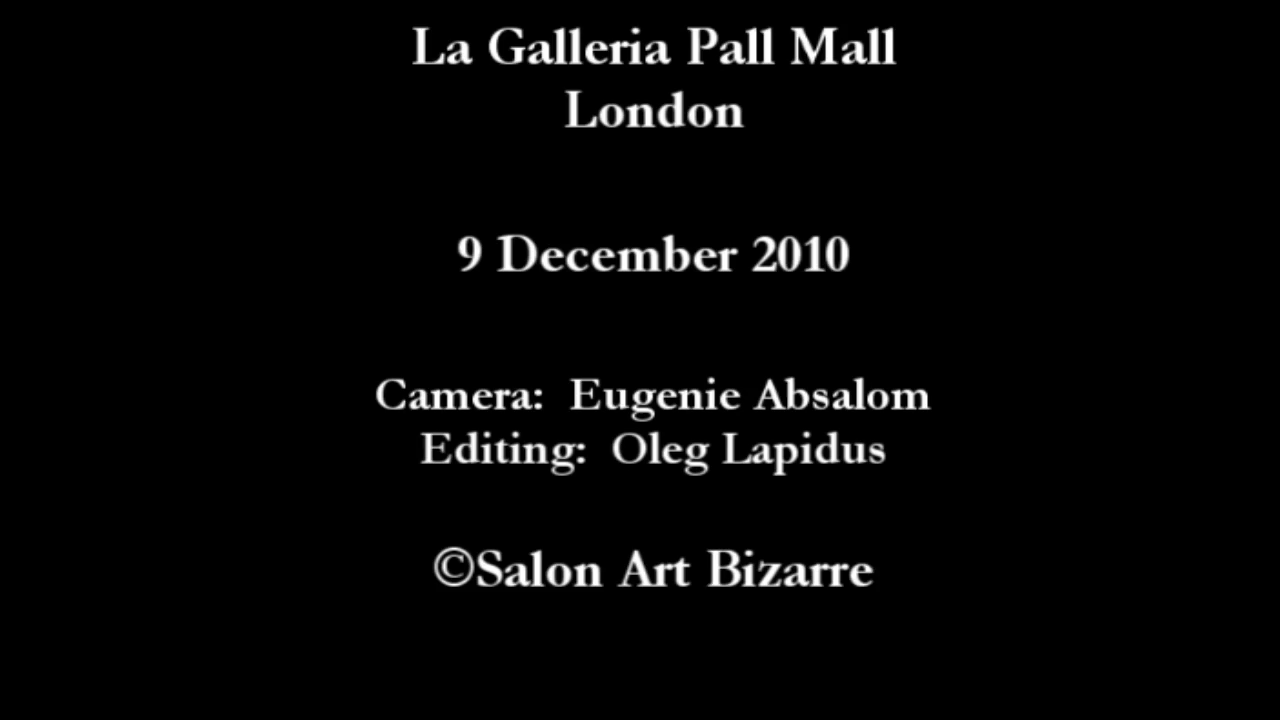 La Galleria Pall Mall
London
9 December 2010
Camera: Eugenie Absalom
Editing: Oleg Lapidus
©Salon Art Bizarre